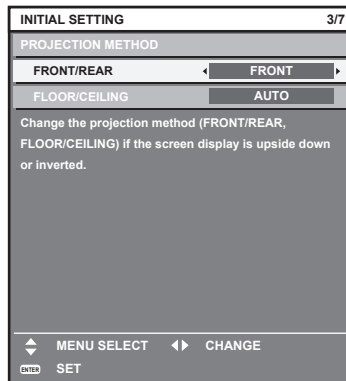 INITIAL SETTING 3/7
PROJECTION METHOD
FRONT/REAR FRONT
FLOOR/CEILING AUTO
Change the projection method (FRONT/REAR,
FLOOR/CEILING) if the screen display is upside down
or inverted.
MENU SELECT CHANGE
ENTER SET